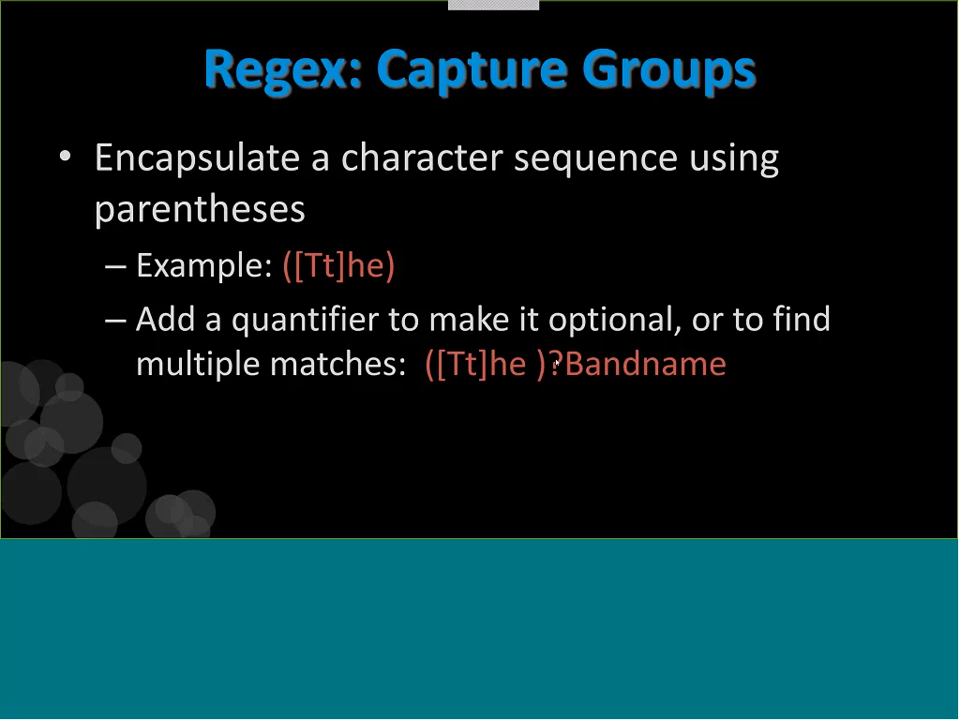 Regex: Capture Groups
• Encapsulate a character sequence using
parentheses
– Example: ([Tt]he)
– Add a quantifier to make it optional, or to find
multiple matches: ([Tt]he )?Bandname